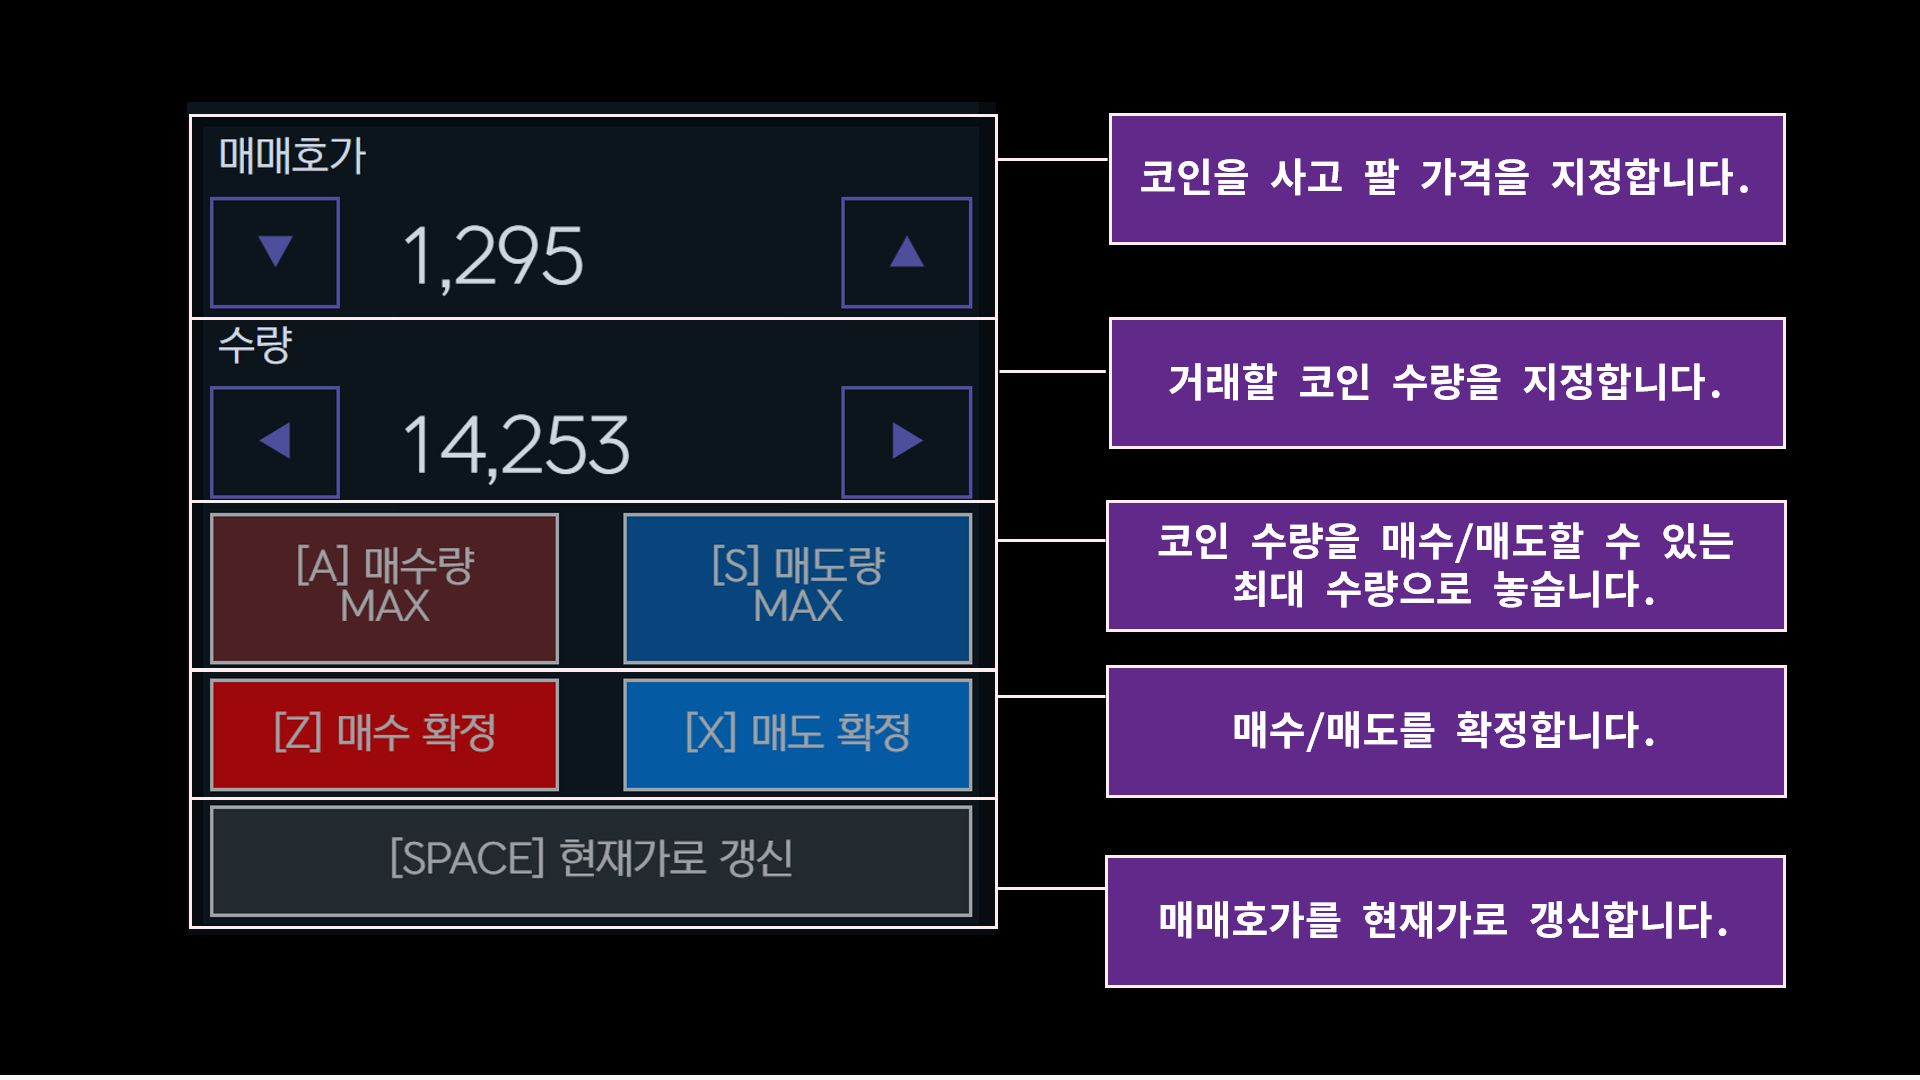 매매호가
1,295
코인을 사고 팔 가격을 지정합니다.
수량
14,253
거래할 코인 수량을 지정합니다.
[A] 매수량
MAX
[S] 매도량
MAX
코인 수량을 매수/매도할 수 있는
최대 수량으로 놓습니다.
[Z] 매수 확정
[X] 매도 확정
매수/매도를 확정합니다.
[SPACE] 현재가로 갱신
매매호가를 현재가로 갱신합니다.